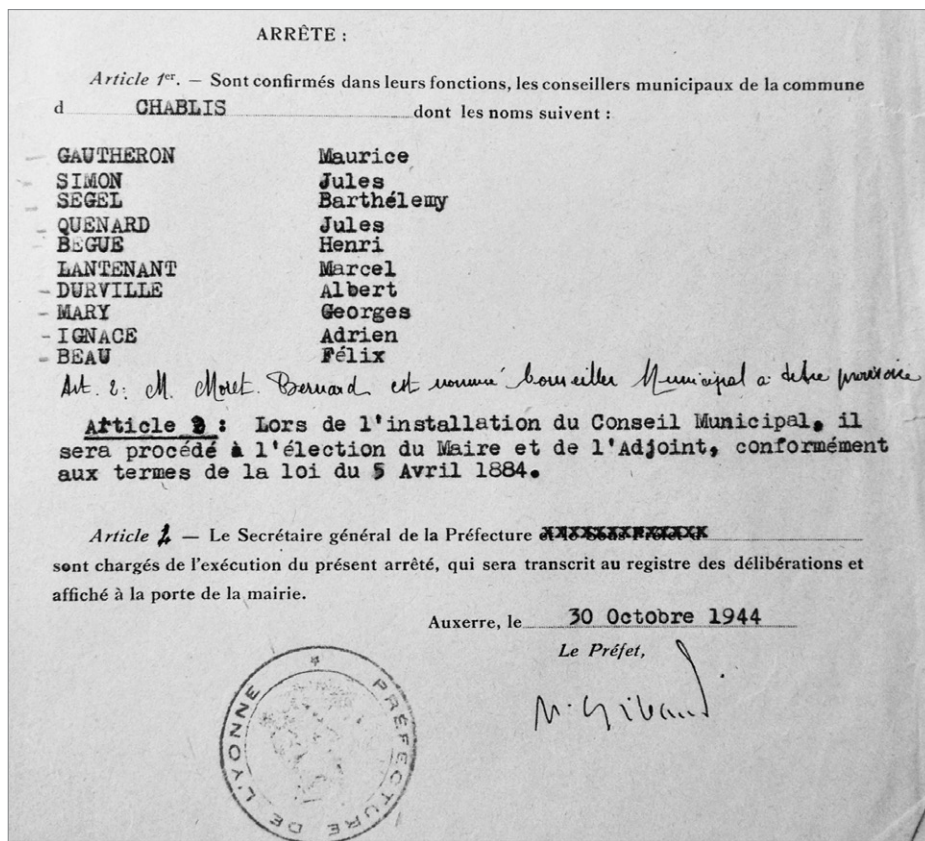 ARRÊTE :
Article 1er. — Sont confirmés dans leurs fonctions, les conseillers municipaux de la commune
d CHABLIS dont les noms suivent :
- GAUTHERON Maurice
- SIMON Jules
- SEGEL Barthélemy
- QUENARD Jules
- BEGUE Henri
LANTENANT Marcel
- DURVILLE Albert
- MARY Georges
- IGNACE Adrien
- BEAU Félix
Art. 2: M. Moret. Bernard est nommé Conseiller Municipal à titre provisoire
Article : Lors de l'installation du Conseil Municipal, il
sera procédé à l'élection du Maire et de l'Adjoint, conformément
aux termes de la loi du 5 Avril 1884.
Article — Le Secrétaire général de la Préfecture
sont chargés de l'exécution du présent arrêté, qui sera transcrit au registre des délibérations et
affiché à la porte de la mairie.
Auxerre, le 30 Octobre 1944
Le Préfet,
PRÉFECTURE DE L'YONNE